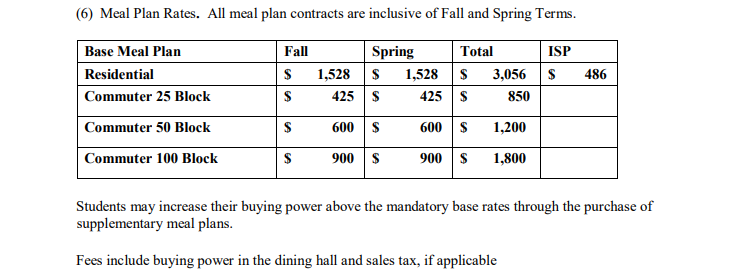 (6) Meal Plan Rates. All meal plan contracts are inclusive of Fall and Spring Terms.
Base Meal Plan Fall Spring Total ISP
Residential $ 1,528 $ 1,528 $ 3,056 $ 486
Commuter 25 Block $ 425 $ 425 $ 850
Commuter 50 Block $ 600 $ 600 $ 1,200
Commuter 100 Block $ 900 $ 900 $ 1,800
Students may increase their buying power above the mandatory base rates through the purchase of
supplementary meal plans.
Fees include buying power in the dining hall and sales tax, if applicable